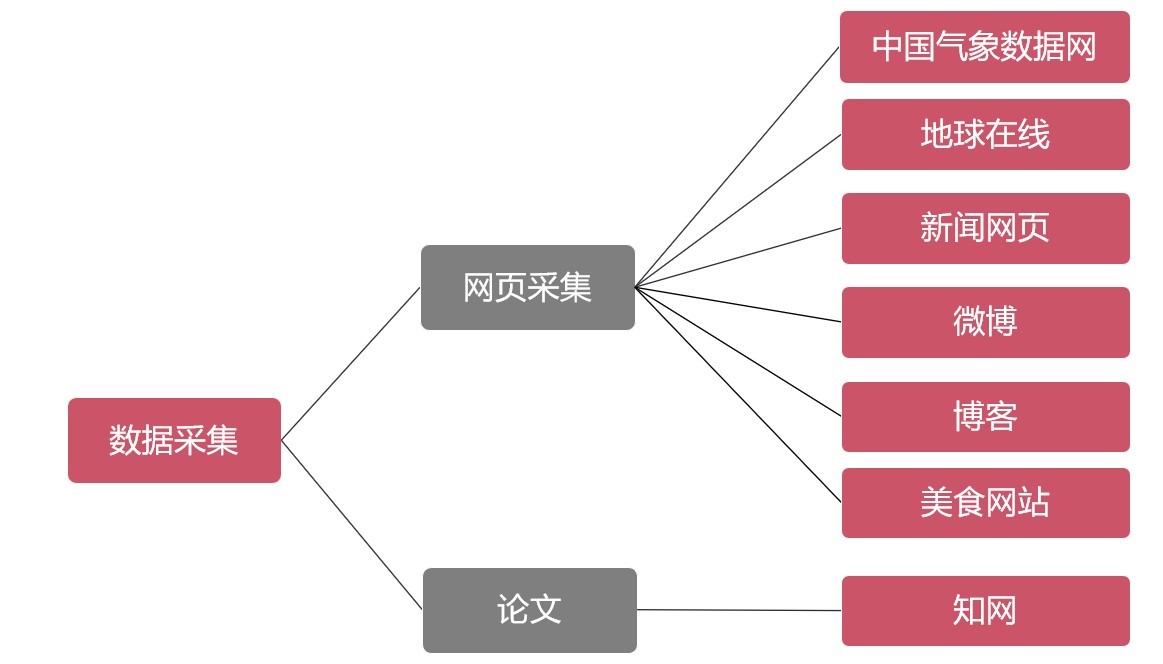 数据采集
网页采集
中国气象数据网
地球在线
新闻网页
微博
博客
美食网站
论文
知网